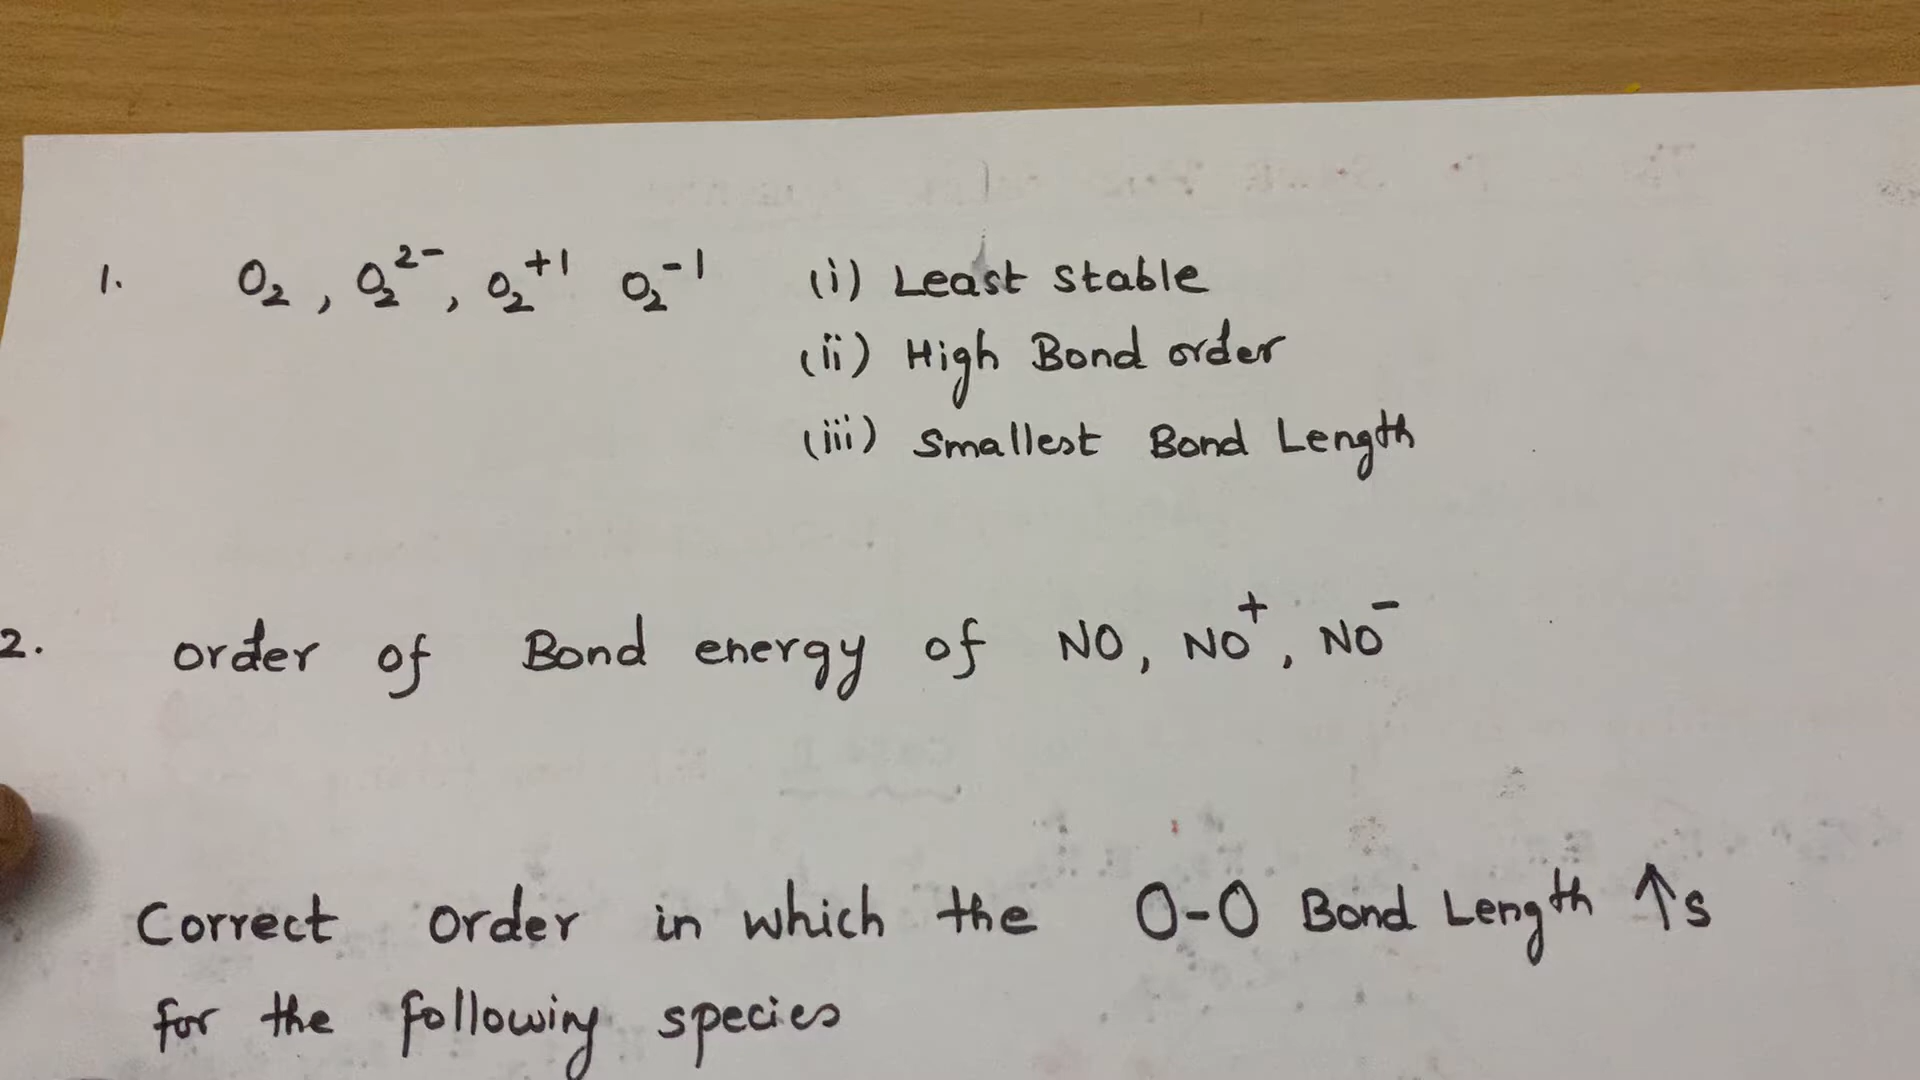 1. O₂, O₂²⁻, O₂⁺¹ O₂⁻¹ (i) Least stable
(ii) High Bond order
(iii) Smallest Bond Length
2. order of Bond energy of NO, NO⁺, NO⁻
Correct order in which the O-O Bond Length ↑s
for the following species